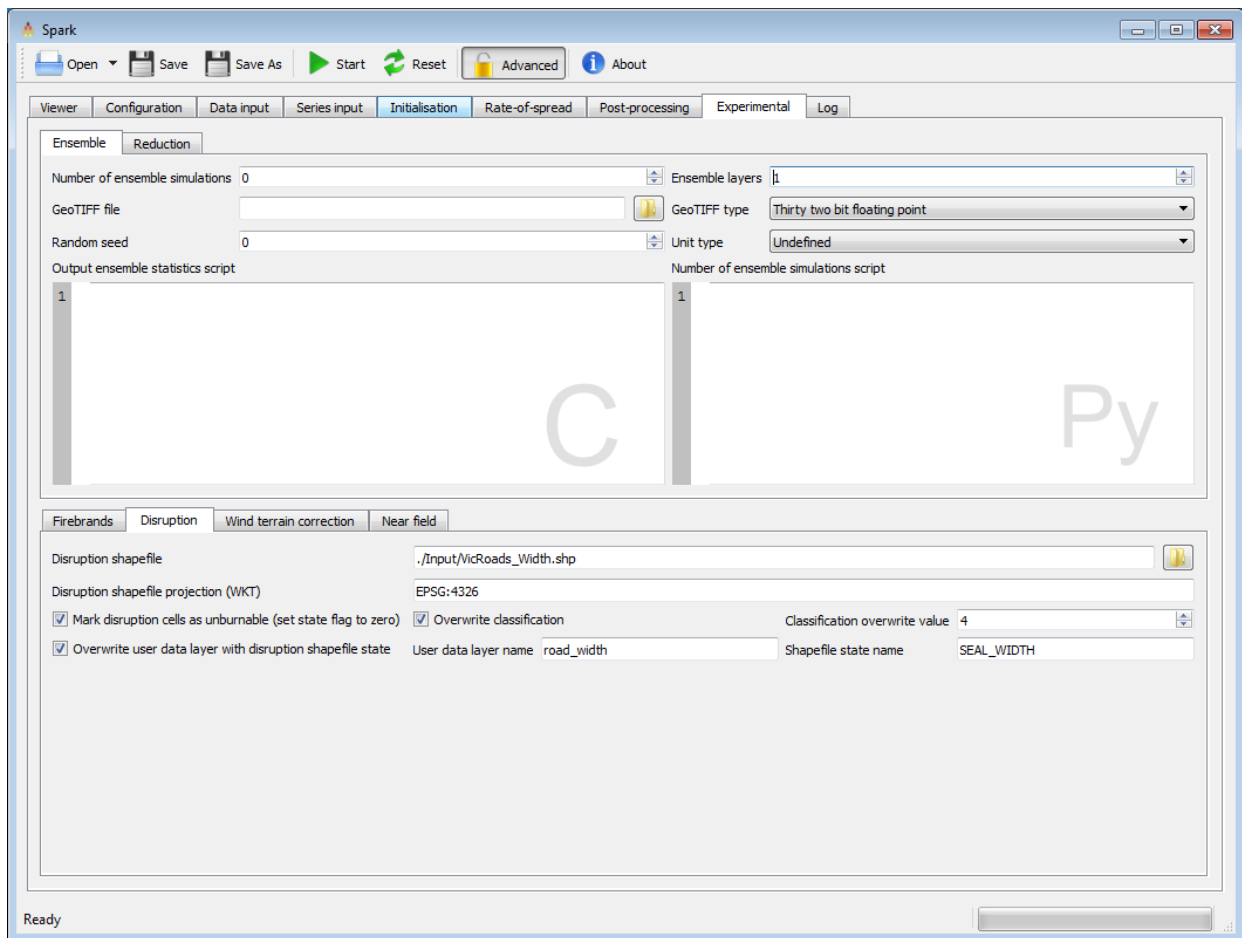 Spark
Open Save Save As Start Reset Advanced About
Viewer Configuration Data input Series input Initialisation Rate-of-spread Post-processing Experimental Log
Ensemble Reduction
Number of ensemble simulations 0 Ensemble layers 1
GeoTIFF file GeoTIFF type Thirty two bit floating point
Random seed 0 Unit type Undefined
Output ensemble statistics script Number of ensemble simulations script
1 1
C Py
Firebrands Disruption Wind terrain correction Near field
Disruption shapefile ./Input/VicRoads_Width.shp
Disruption shapefile projection (WKT) EPSG:4326
Mark disruption cells as unburnable (set state flag to zero) Overwrite classification Classification overwrite value 4
Overwrite user data layer with disruption shapefile state User data layer name road_width Shapefile state name SEAL_WIDTH
Ready